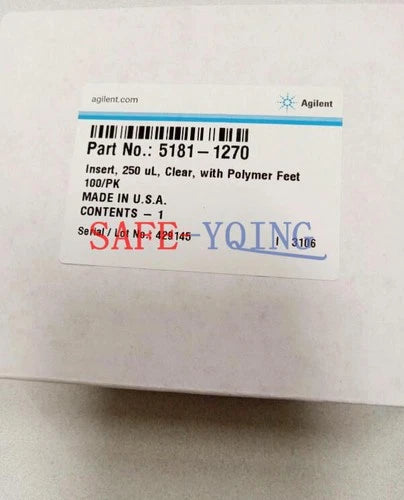 agilent.com Agilent
Part No.: 5181-1270
Insert, 250 uL, Clear, with Polymer Feet
100/PK
MADE IN U.S.A.
CONTENTS - 1
SAFE-YQING
Serial / Lot No.: 429145 I 3106